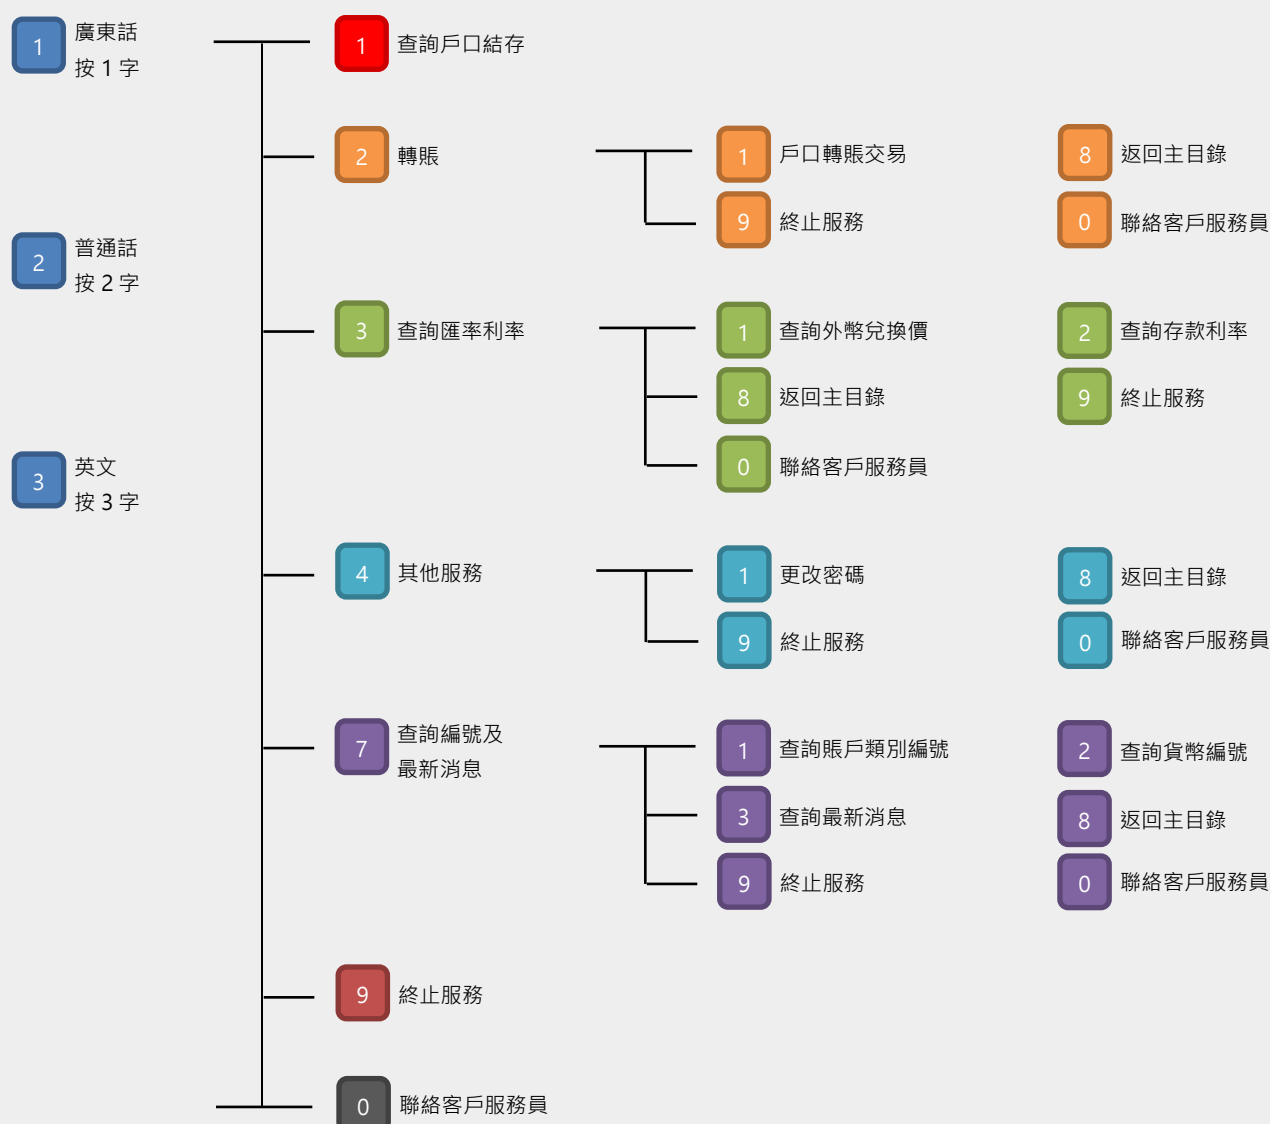 1 廣東話
按 1 字
2 普通話
按 2 字
3 英文
按 3 字
1 查詢戶口結存
2 轉賬
1 戶口轉賬交易
8 返回主目錄
9 終止服務
0 聯絡客戶服務員
3 查詢匯率利率
1 查詢外幣兌換價
2 查詢存款利率
8 返回主目錄
9 終止服務
0 聯絡客戶服務員
4 其他服務
1 更改密碼
8 返回主目錄
9 終止服務
0 聯絡客戶服務員
7 查詢編號及
最新消息
1 查詢賬戶類別編號
2 查詢貨幣編號
3 查詢最新消息
8 返回主目錄
9 終止服務
0 聯絡客戶服務員
9 終止服務
0 聯絡客戶服務員